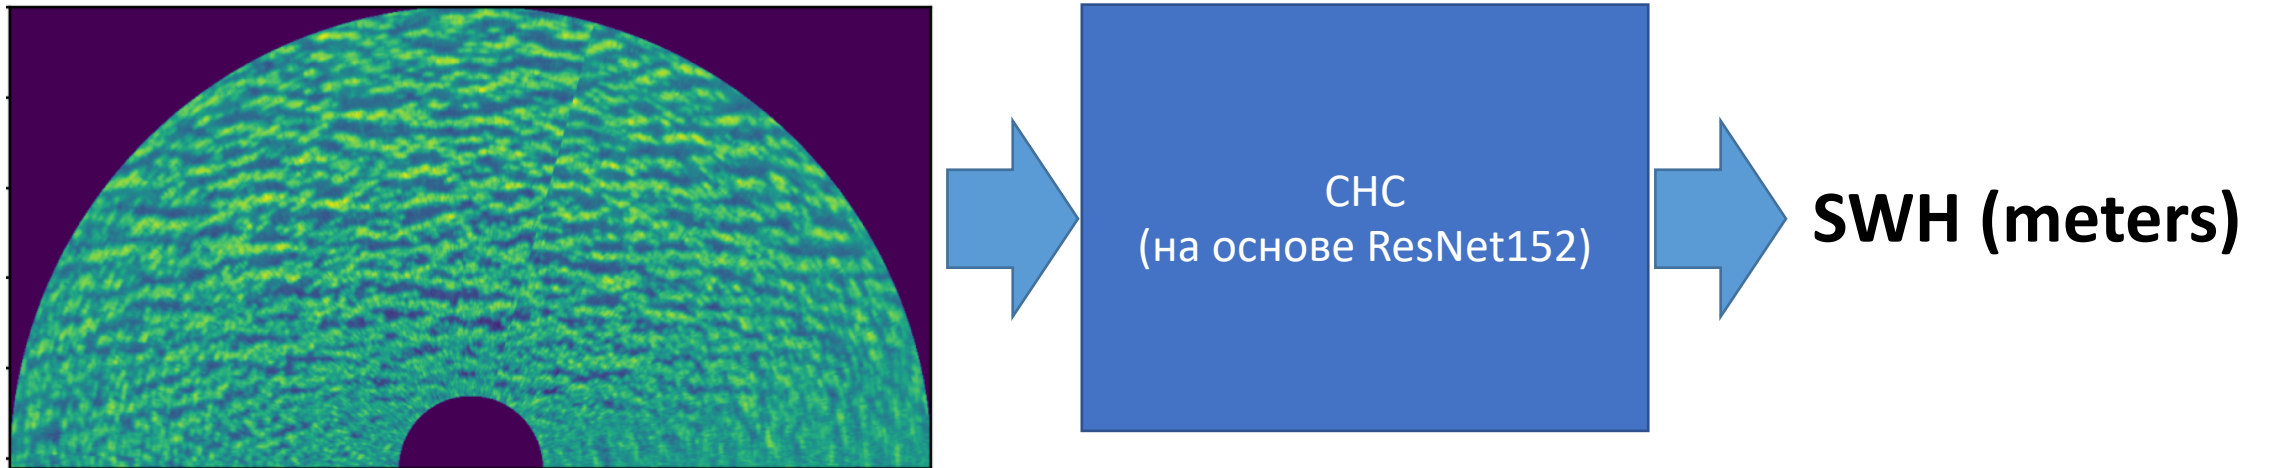 СНС
(на основе ResNet152)
SWH (meters)